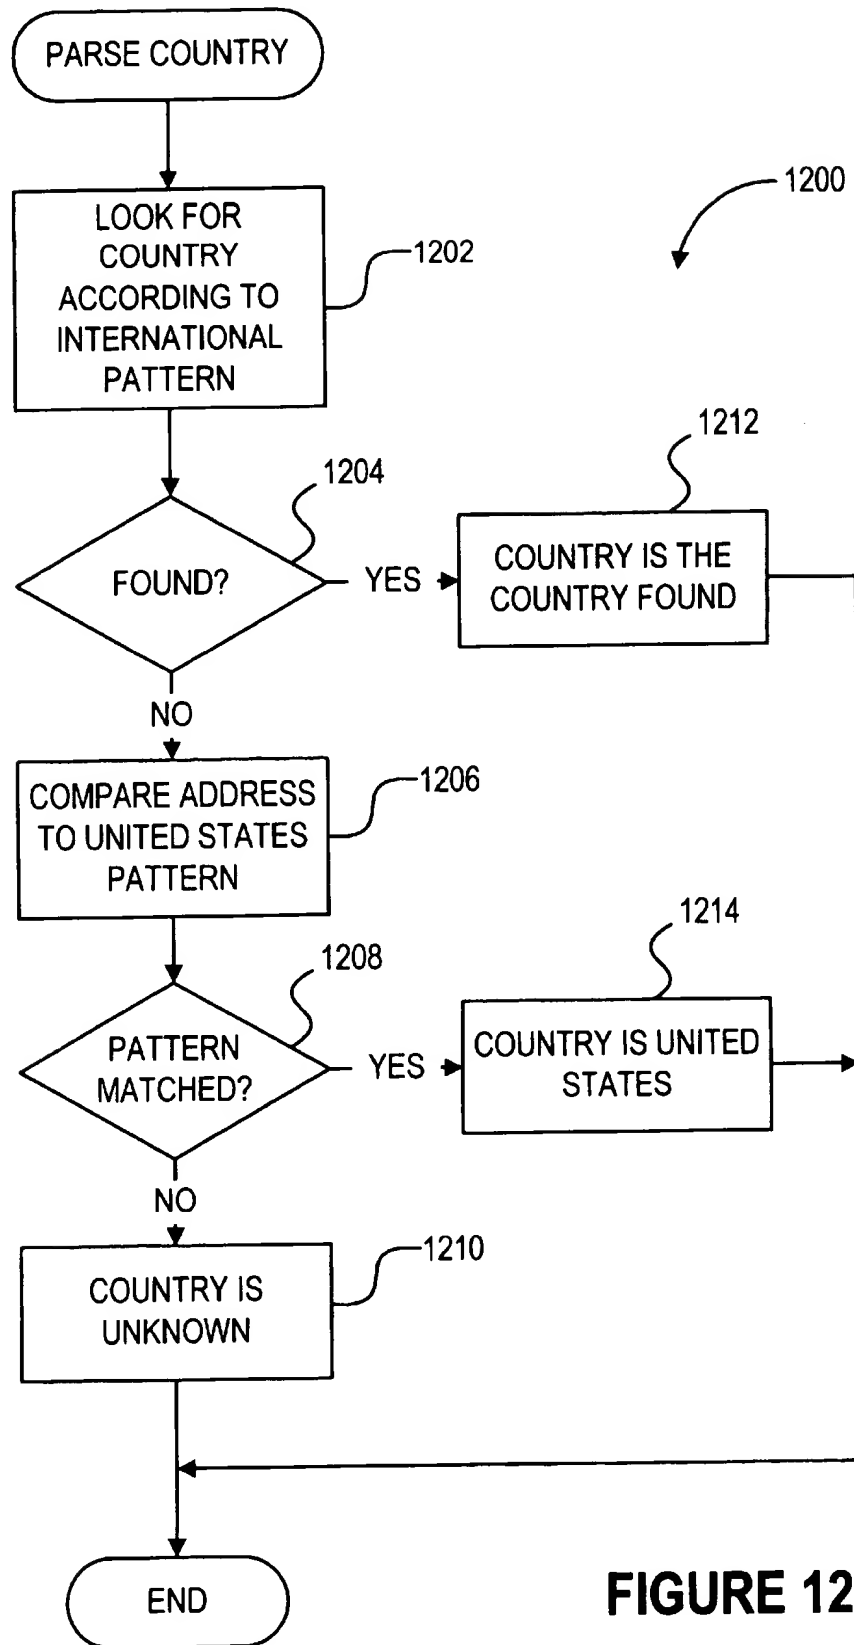 PARSE COUNTRY
1200
LOOK FOR
COUNTRY
ACCORDING TO
INTERNATIONAL
PATTERN
1202
1204
1212
FOUND?
YES
COUNTRY IS THE
COUNTRY FOUND
NO
COMPARE ADDRESS
TO UNITED STATES
PATTERN
1206
1208
1214
PATTERN
MATCHED?
YES
COUNTRY IS UNITED
STATES
NO
COUNTRY IS
UNKNOWN
1210
END
FIGURE 12